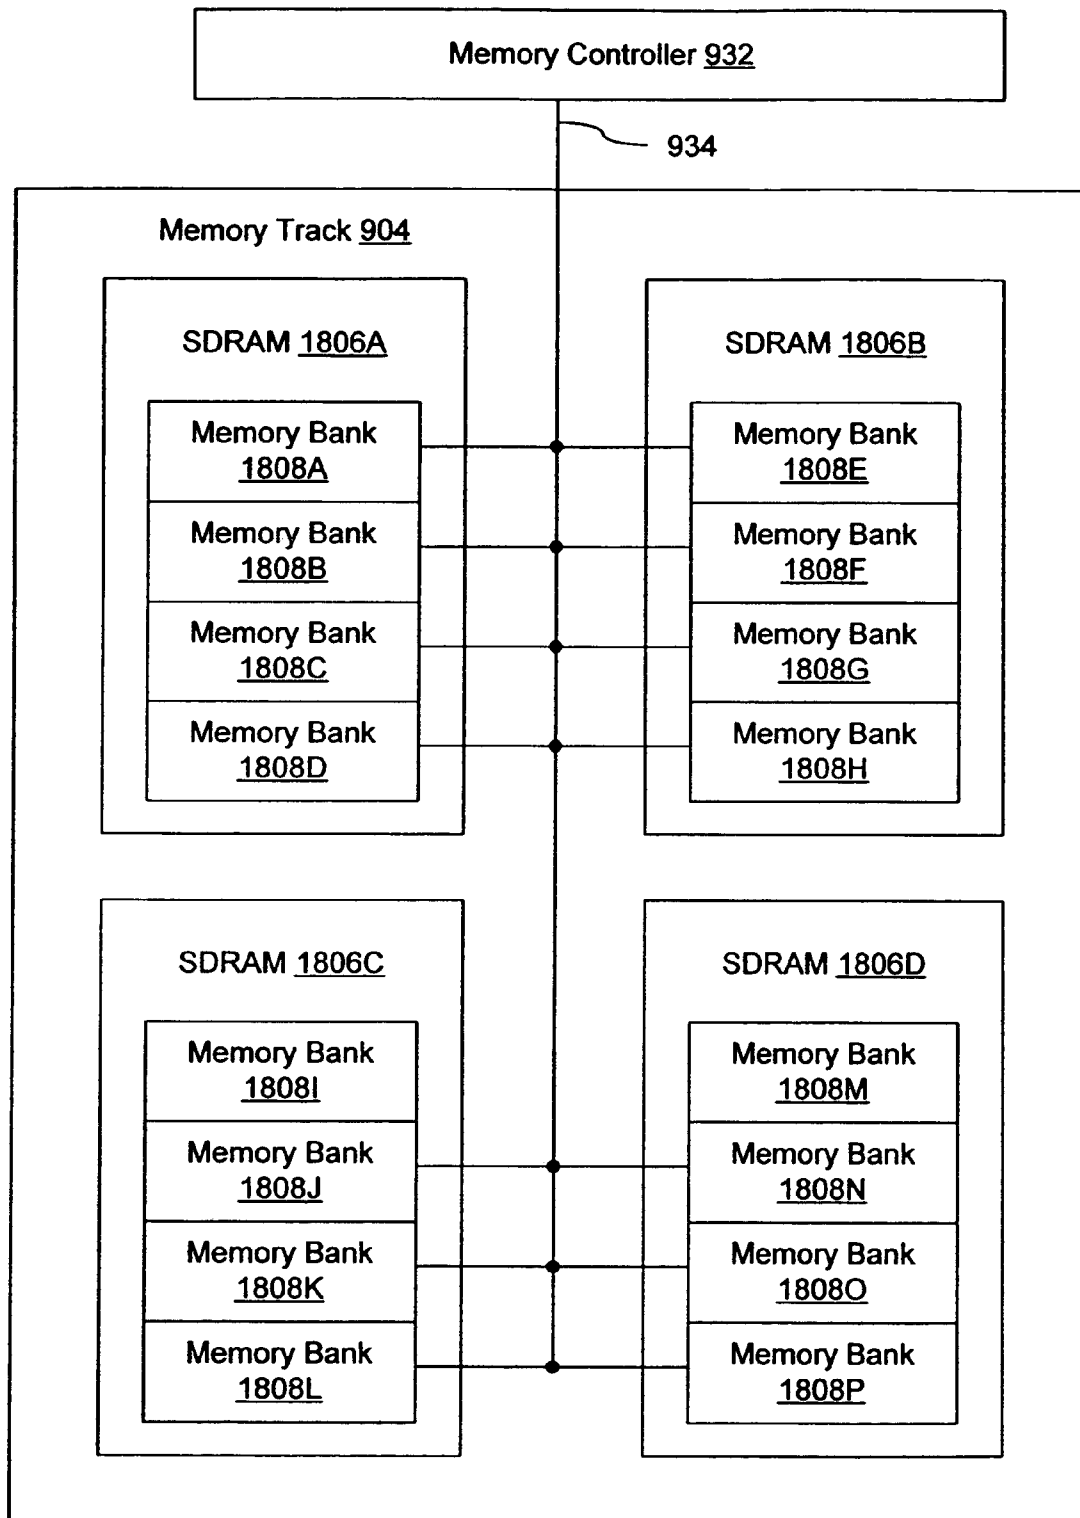 Memory Controller 932
934
Memory Track 904
SDRAM 1806A
Memory Bank
1808A
Memory Bank
1808B
Memory Bank
1808C
Memory Bank
1808D
SDRAM 1806B
Memory Bank
1808E
Memory Bank
1808F
Memory Bank
1808G
Memory Bank
1808H
SDRAM 1806C
Memory Bank
1808I
Memory Bank
1808J
Memory Bank
1808K
Memory Bank
1808L
SDRAM 1806D
Memory Bank
1808M
Memory Bank
1808N
Memory Bank
1808O
Memory Bank
1808P